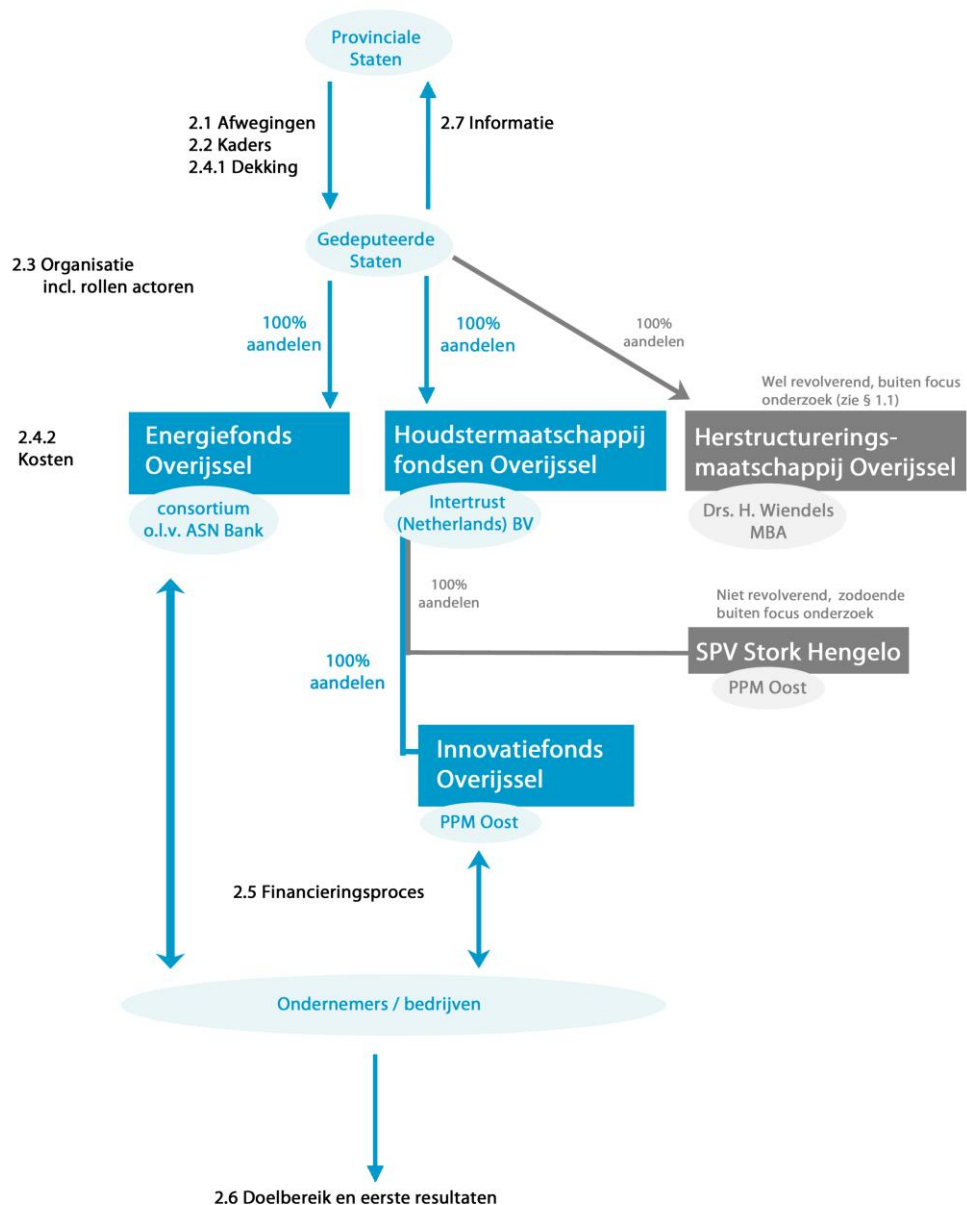 Provinciale
Staten
2.1 Afwegingen
2.2 Kaders
2.4.1 Dekking
2.7 Informatie
Gedeputeerde
Staten
2.3 Organisatie
incl. rollen actoren
100%
aandelen
100%
aandelen
100%
aandelen
Wel revolverend, buiten focus
onderzoek (zie § 1.1)
2.4.2
Kosten
Energiefonds
Overijssel
consortium
o.l.v. ASN Bank
Houdstermaatschappij
fondsen Overijssel
Intertrust
(Netherlands) BV
Herstructurerings-
maatschappij Overijssel
Drs. H. Wiendels
MBA
100%
aandelen
Niet revolverend, zodoende
buiten focus onderzoek
SPV Stork Hengelo
PPM Oost
100%
aandelen
Innovatiefonds
Overijssel
PPM Oost
2.5 Financieringsproces
Ondernemers / bedrijven
2.6 Doelbereik en eerste resultaten